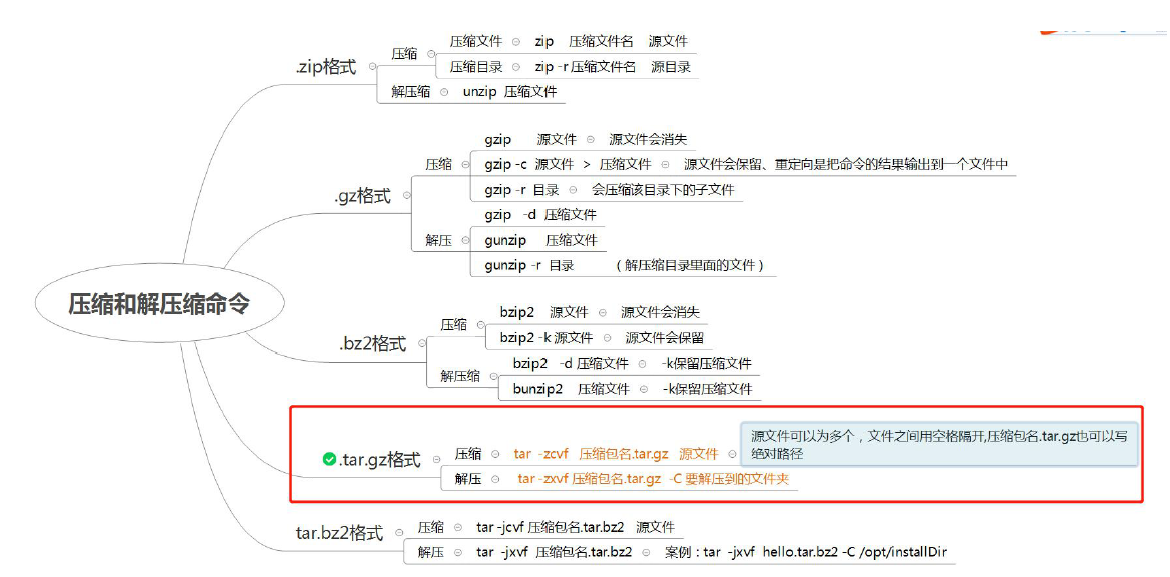 压缩和解压缩命令
.zip格式
压缩
压缩文件 zip 压缩文件名 源文件
压缩目录 zip -r 压缩文件名 源目录
解压缩 unzip 压缩文件
.gz格式
压缩
gzip 源文件 源文件会消失
gzip -c 源文件 > 压缩文件 源文件会保留、重定向是把命令的结果输出到一个文件中
gzip -r 目录 会压缩该目录下的子文件
解压
gzip -d 压缩文件
gunzip 压缩文件
gunzip -r 目录 （解压缩目录里面的文件）
.bz2格式
压缩
bzip2 源文件 源文件会消失
bzip2 -k 源文件 源文件会保留
解压缩
bzip2 -d 压缩文件 -k保留压缩文件
bunzip2 压缩文件 -k保留压缩文件
.tar.gz格式
压缩 tar -zcvf 压缩包名.tar.gz 源文件
源文件可以为多个，文件之间用空格隔开,压缩包名.tar.gz也可以写
绝对路径
解压 tar -zxvf 压缩包名.tar.gz -C 要解压到的文件夹
tar.bz2格式
压缩 tar -jcvf 压缩包名.tar.bz2 源文件
解压 tar -jxvf 压缩包名.tar.bz2 案例：tar -jxvf hello.tar.bz2 -C /opt/installDir